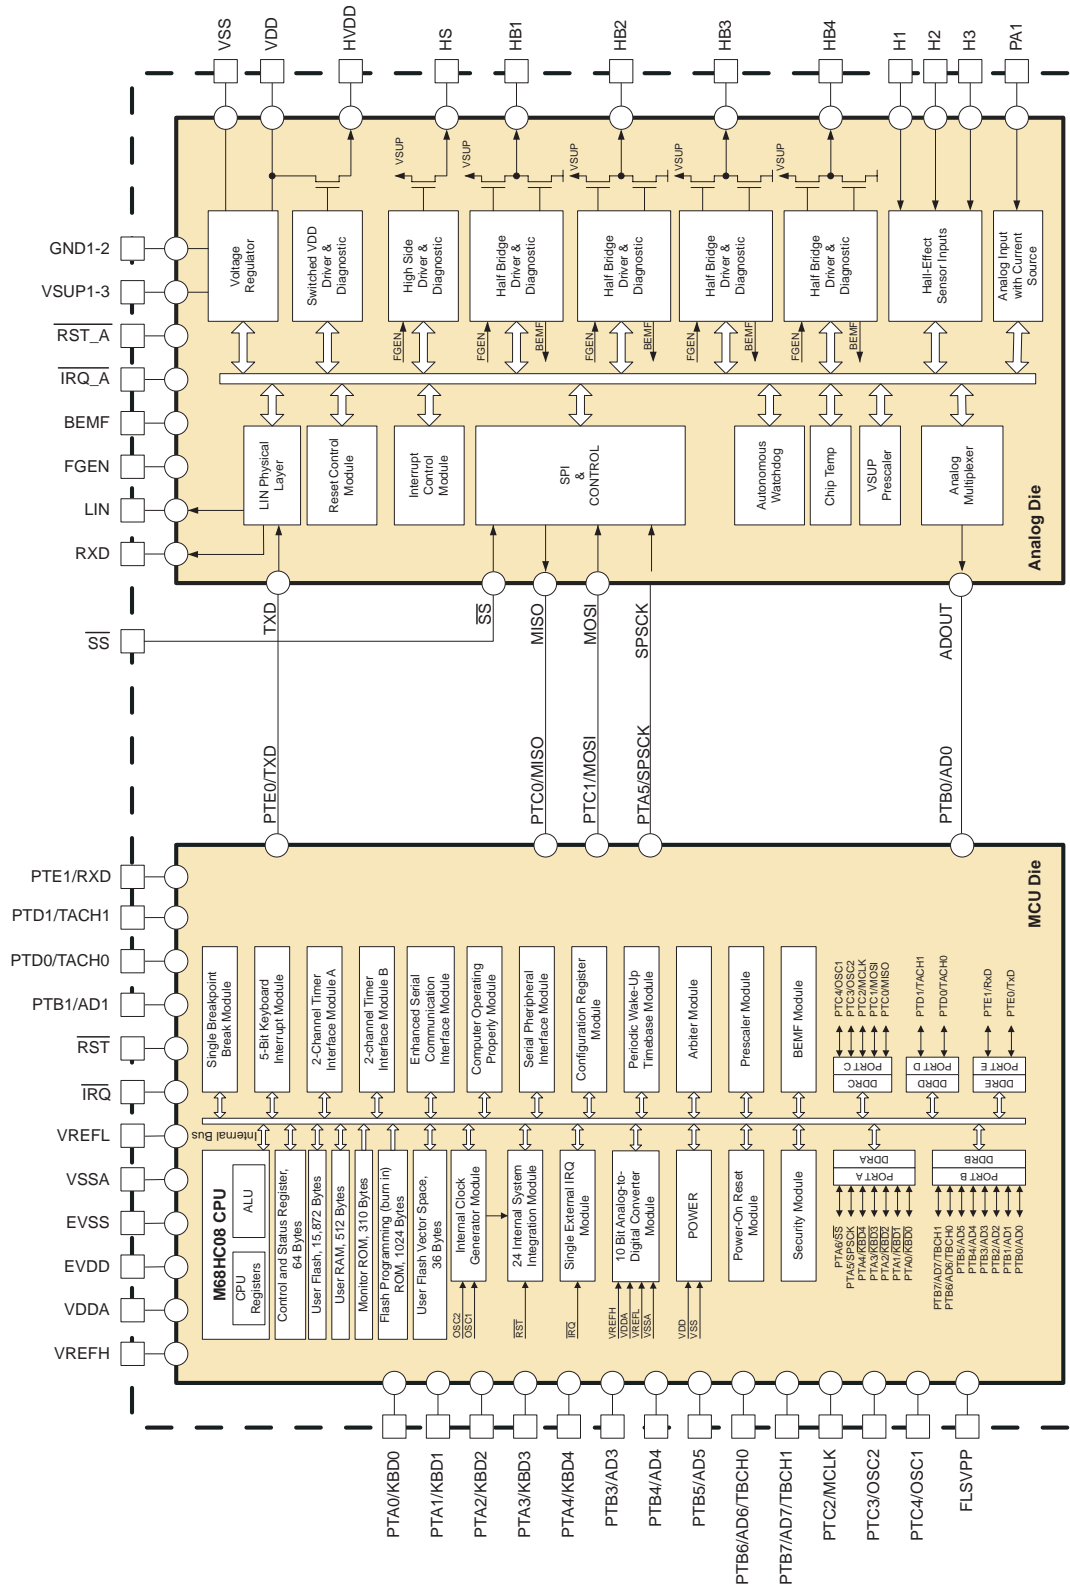 VSS
VDD
HVDD
HS
HB1
HB2
HB3
HB4
H1
H2
H3
PA1
GND1-2
VSUP1-3
RST_A
IRQ_A
BEMF
FGEN
LIN
RXD
SS
Voltage
Regulator
Switched VDD
Driver &
Diagnostic
High Side
Driver &
Diagnostic
Half Bridge
Driver &
Diagnostic
Half Bridge
Driver &
Diagnostic
Half Bridge
Driver &
Diagnostic
Half Bridge
Driver &
Diagnostic
Hall-Effect
Sensor Inputs
Analog Input
with Current
Source
VSUP
VSUP
VSUP
VSUP
VSUP
FGEN
FGEN
BEMF
FGEN
BEMF
FGEN
BEMF
FGEN
BEMF
LIN Physical
Layer
Reset Control
Module
Interrupt
Control
Module
SPI
&
CONTROL
Autonomous
Watchdog
Chip Temp
VSUP
Prescaler
Analog
Multiplexer
Analog Die
TXD
SS
MISO
MOSI
SPSCK
ADOUT
PTE0/TXD
PTC0/MISO
PTC1/MOSI
PTA5/SPSCK
PTB0/AD0
PTE1/RXD
PTD1/TACH1
PTD0/TACH0
PTB1/AD1
RST
IRQ
VREFL
VSSA
EVSS
EVDD
VDDA
VREFH
MCU Die
Single Breakpoint
Break Module
5-Bit Keyboard
Interrupt Module
2-Channel Timer
Interface Module A
2-channel Timer
Interface Module B
Enhanced Serial
Communication
Interface Module
Computer Operating
Properly Module
Serial Pheripheral
Interface Module
Configuration Register
Module
Periodic Wake-Up
Timebase Module
Arbiter Module
Prescaler Module
BEMF Module
PTC4/OSC1
PTC3/OSC2
PTC2/MCLK
PTC1/MOSI
PTC0/MISO
PORT C
DDRC
PTD1/TACH1
PTD0/TACH0
PORT D
DDRD
PTE1/RxD
PTE0/TxD
PORT E
DDRE
Internal Bus
M68HC08 CPU
CPU
Registers
ALU
Control and Status Register,
64 Bytes
User Flash, 15,872 Bytes
User RAM, 512 Bytes
Monitor ROM, 310 Bytes
Flash Programming (burn in)
ROM, 1024 Bytes
User Flash Vector Space,
36 Bytes
Internal Clock
Generator Module
24 Internal System
Integration Module
Single External IRQ
Module
10 Bit Analog-to-
Digital Converter
Module
POWER
Power-On Reset
Module
Security Module
OSC2
OSC1
RST
IRQ
VREFH
VDDA
VREFL
VSSA
VDD
VSS
DDRA
PORT A
PTA6/SS
PTA5/SPSCK
PTA4/KBD4
PTA3/KBD3
PTA2/KBD2
PTA1/KBD1
PTA0/KBD0
DDRB
PORT B
PTB7/AD7/TBCH1
PTB6/AD6/TBCH0
PTB5/AD5
PTB4/AD4
PTB3/AD3
PTB2/AD2
PTB1/AD1
PTB0/AD0
PTA0/KBD0
PTA1/KBD1
PTA2/KBD2
PTA3/KBD3
PTA4/KBD4
PTB3/AD3
PTB4/AD4
PTB5/AD5
PTB6/AD6/TBCH0
PTB7/AD7/TBCH1
PTC2/MCLK
PTC3/OSC2
PTC4/OSC1
FLSVPP